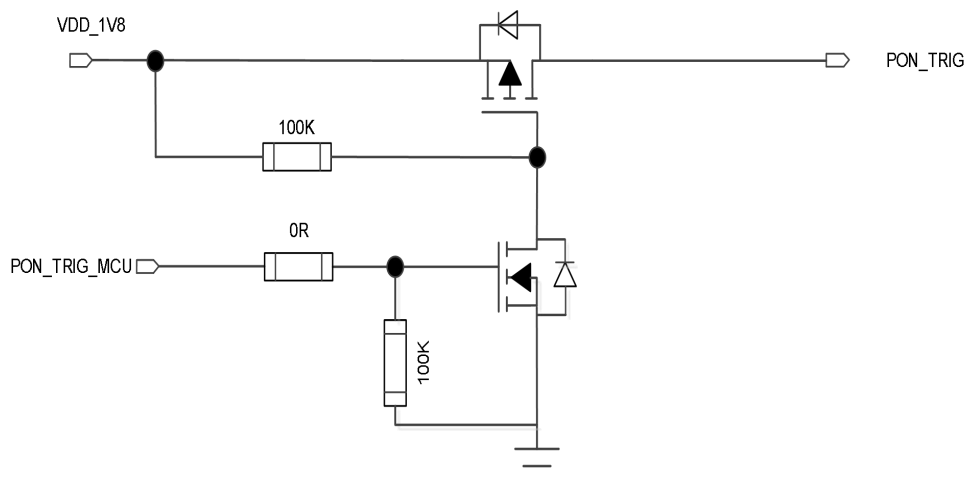 VDD_1V8
PON_TRIG
100K
0R
PON_TRIG_MCU
100K